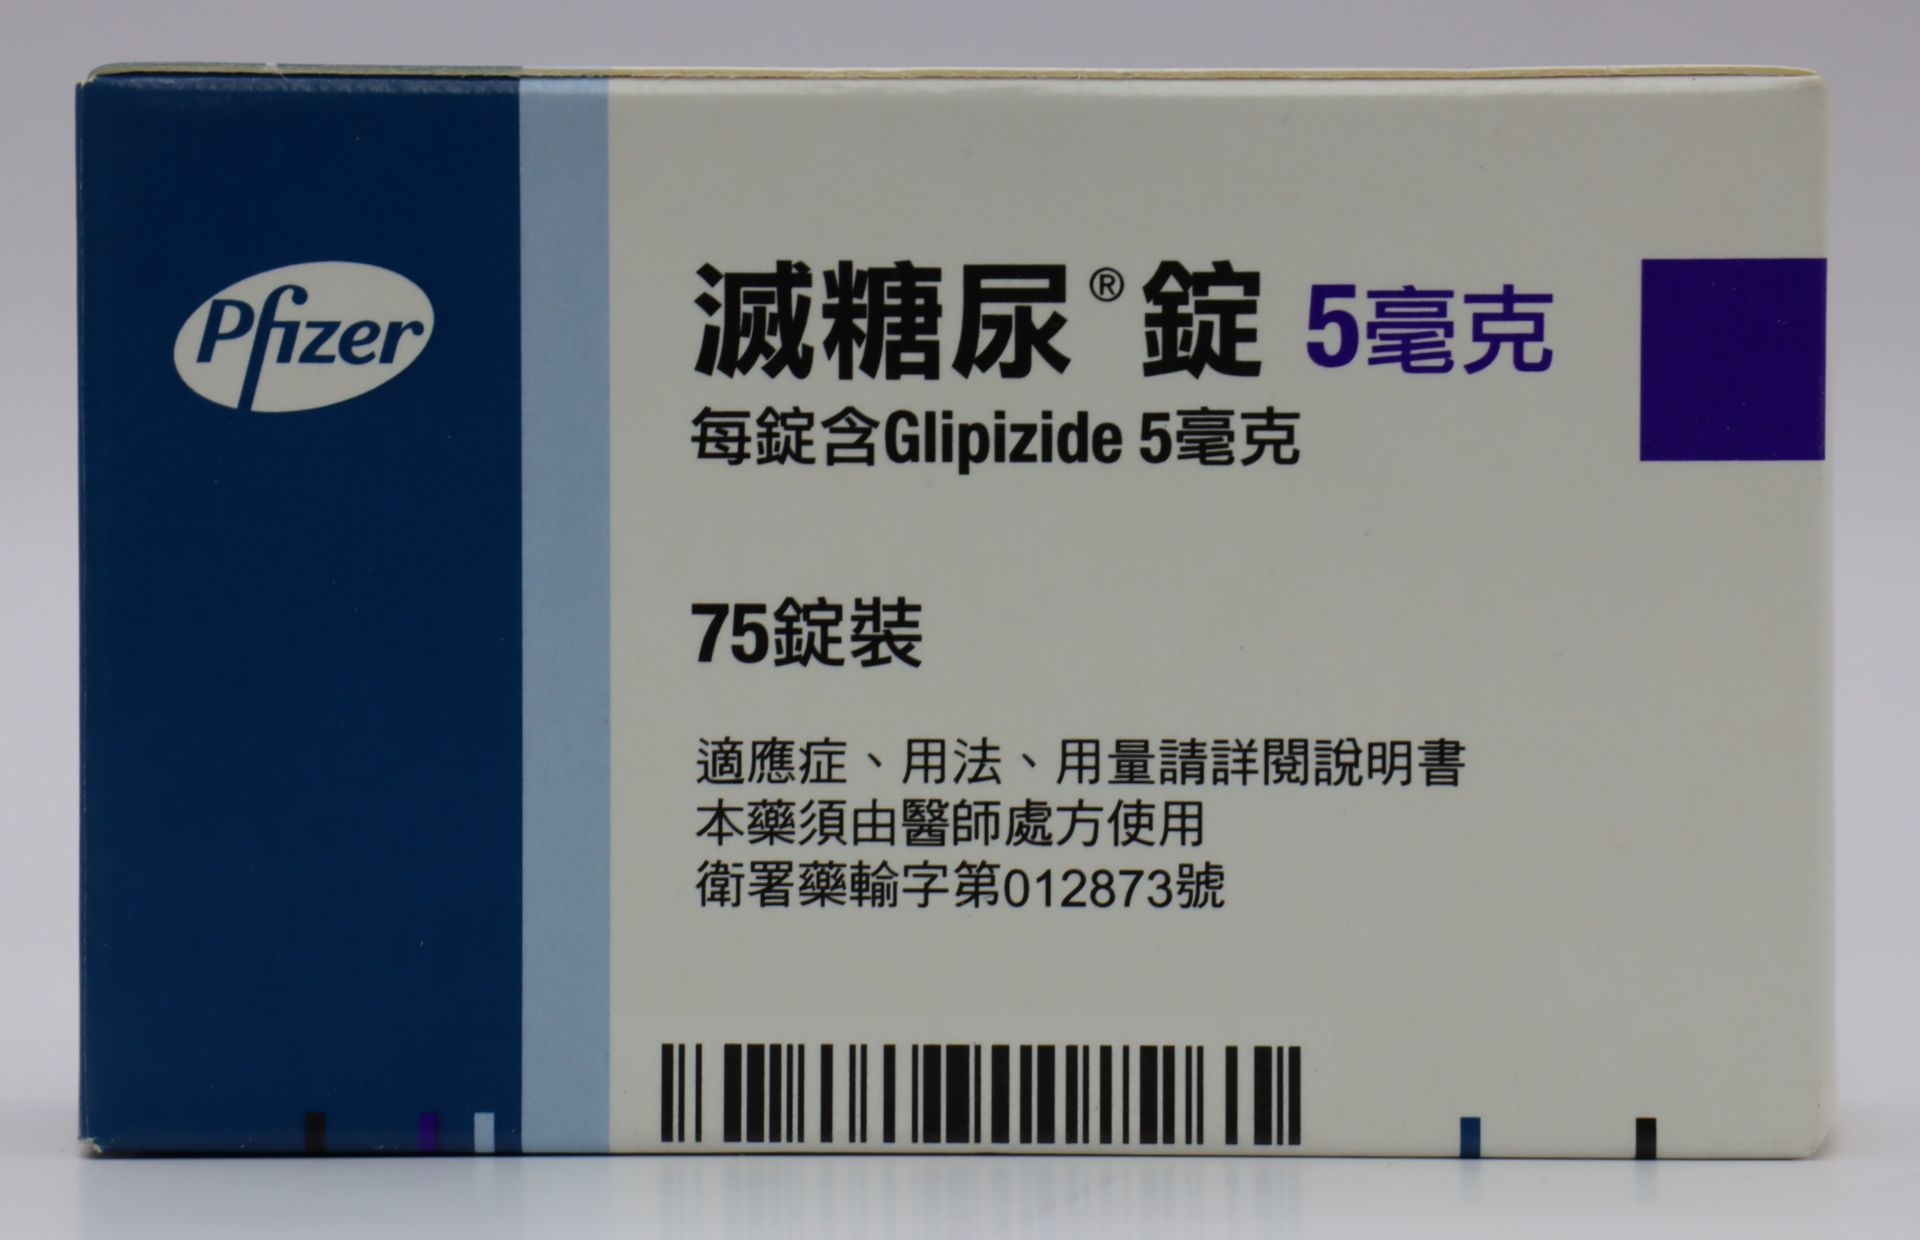 Pfizer
滅糖尿®錠 5毫克
每錠含Glipizide 5毫克
75錠裝
適應症、用法、用量請詳閱說明書
本藥須由醫師處方使用
衛署藥輸字第012873號